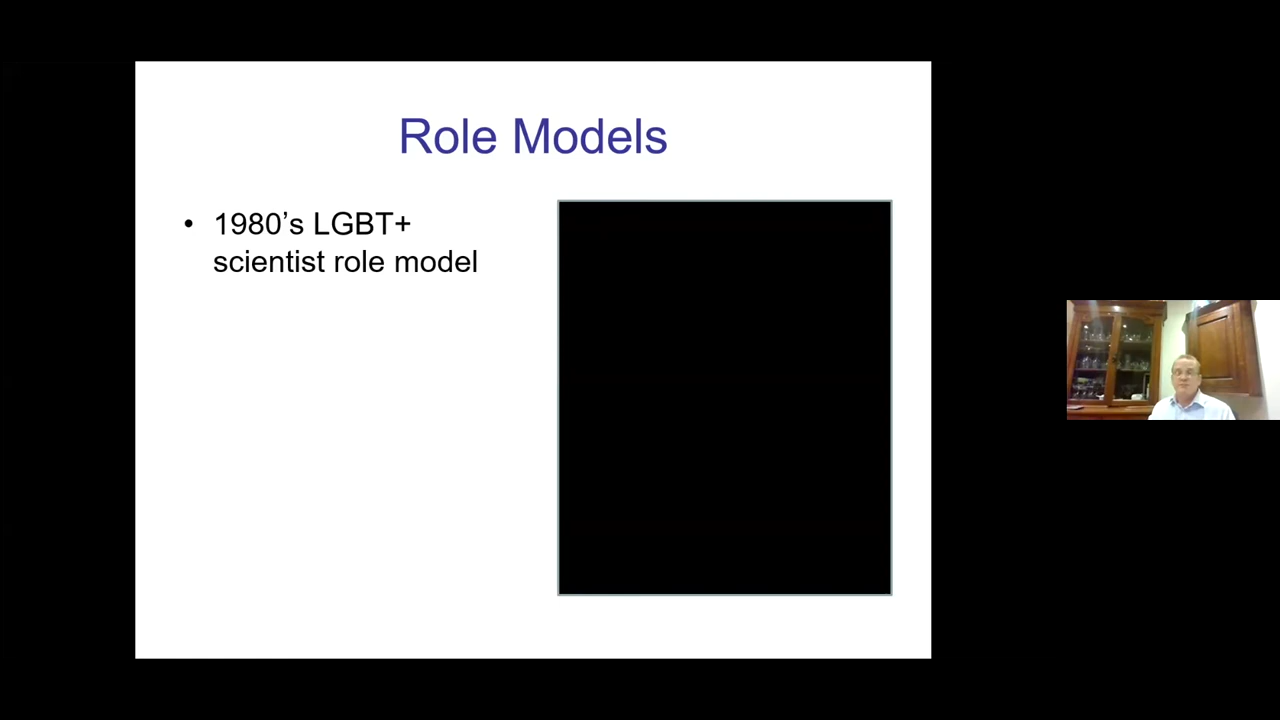 Role Models
• 1980’s LGBT+
scientist role model